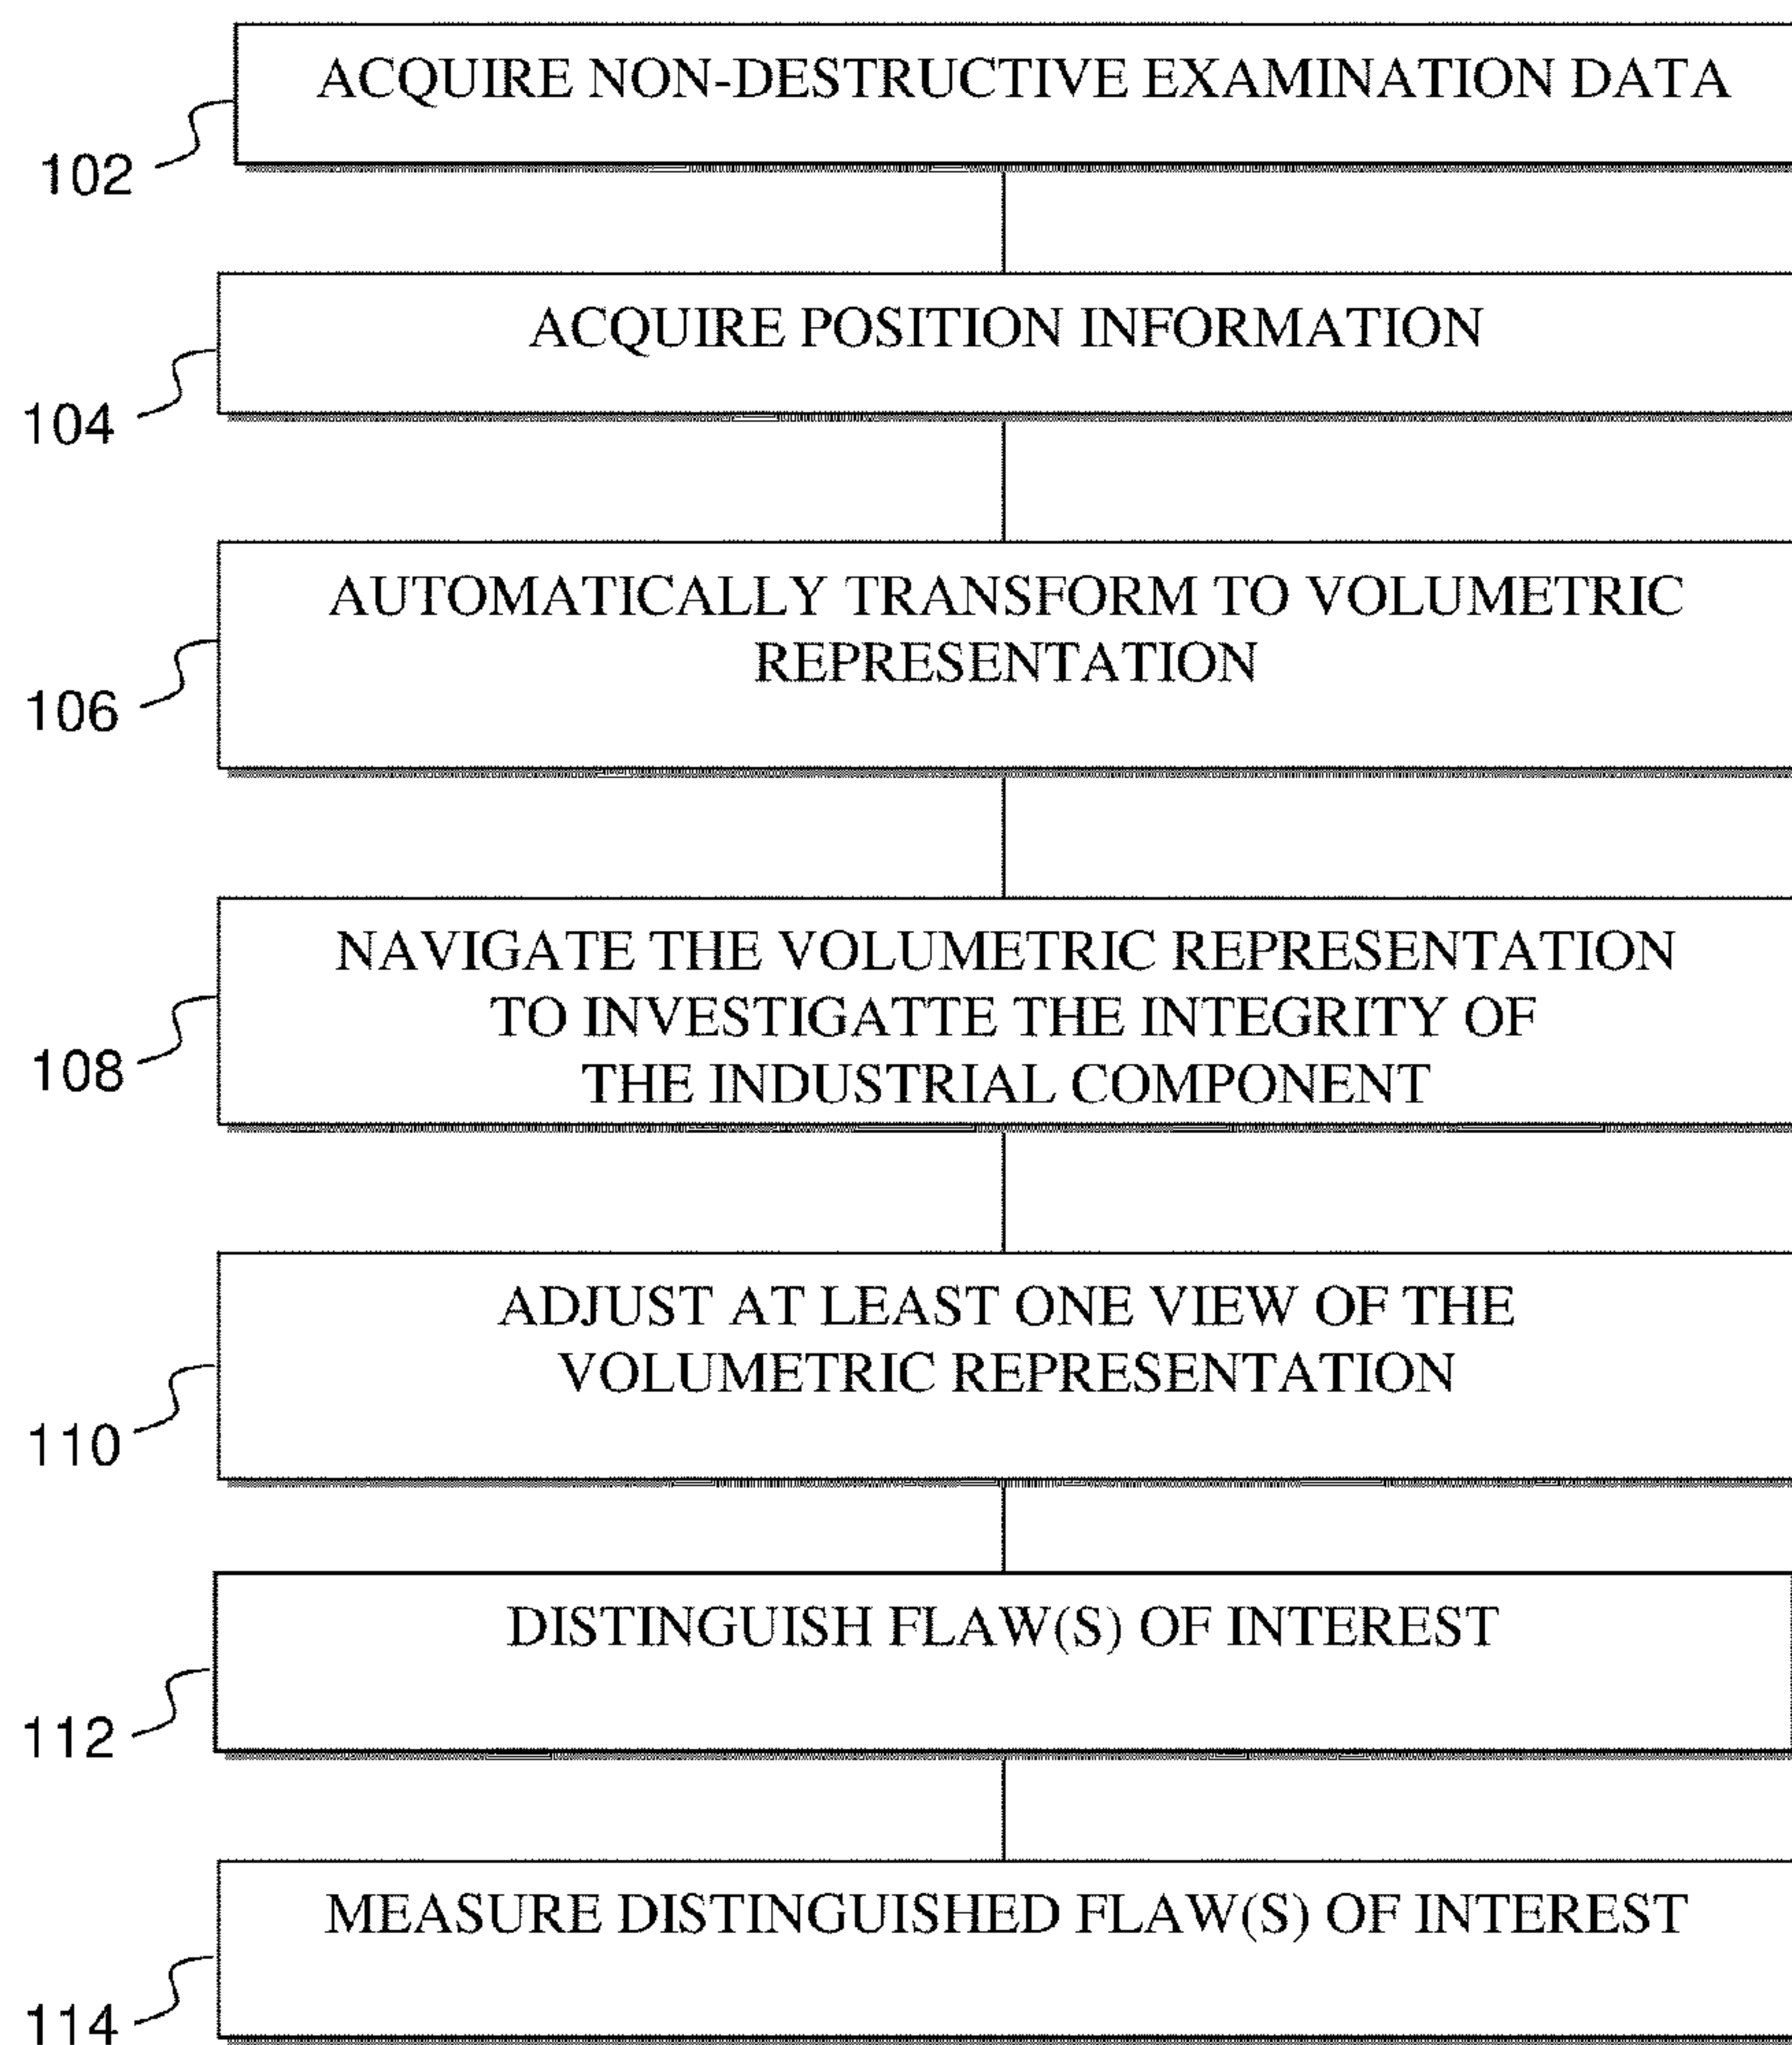 ACQUIRE NON-DESTRUCTIVE EXAMINATION DATA
102
ACQUIRE POSITION INFORMATION
104
AUTOMATICALLY TRANSFORM TO VOLUMETRIC
REPRESENTATION
106
NAVIGATE THE VOLUMETRIC REPRESENTATION
TO INVESTIGATTE THE INTEGRITY OF
THE INDUSTRIAL COMPONENT
108
ADJUST AT LEAST ONE VIEW OF THE
VOLUMETRIC REPRESENTATION
110
DISTINGUISH FLAW(S) OF INTEREST
112
MEASURE DISTINGUISHED FLAW(S) OF INTEREST
114